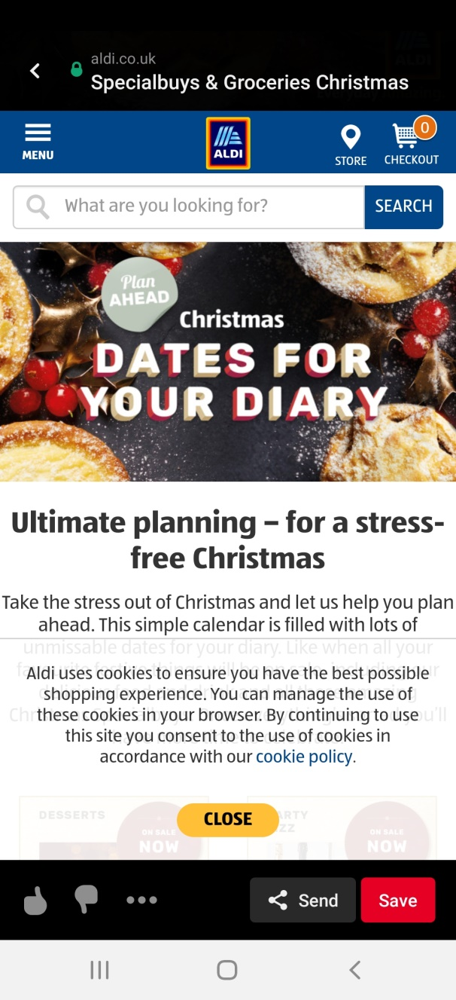 aldi.co.uk
Specialbuys & Groceries Christmas
MENU
ALDI
STORE
0
CHECKOUT
What are you looking for?
SEARCH
Plan
AHEAD
Christmas
DATES FOR
YOUR DIARY
Ultimate planning – for a stress-
free Christmas
Take the stress out of Christmas and let us help you plan
ahead. This simple calendar is filled with lots of
unmissable dates for your diary. Like when all your
Aldi uses cookies to ensure you have the best possible
shopping experience. You can manage the use of
these cookies in your browser. By continuing to use
this site you consent to the use of cookies in
accordance with our cookie policy.
DESSERTS
ON SALE
NOW
CLOSE
ON SALE
NOW
Send
Save